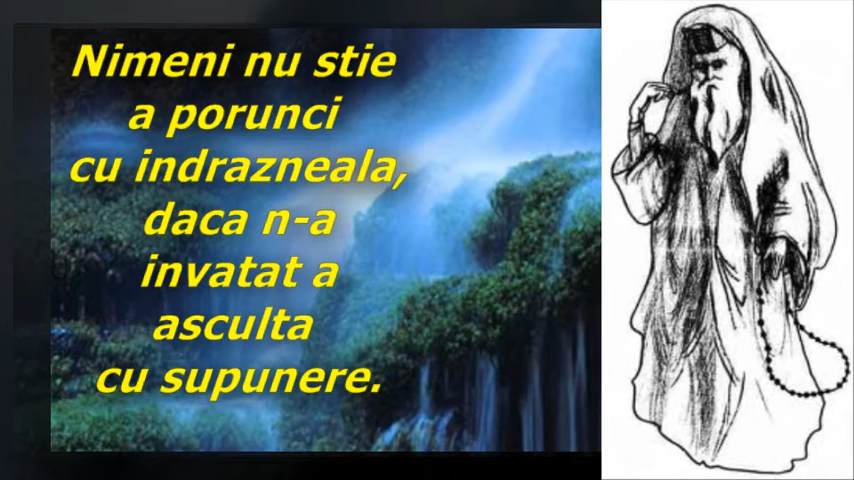 Nimeni nu stie
a porunci
cu indrazneala,
daca n-a
invatat a
asculta
cu supunere.